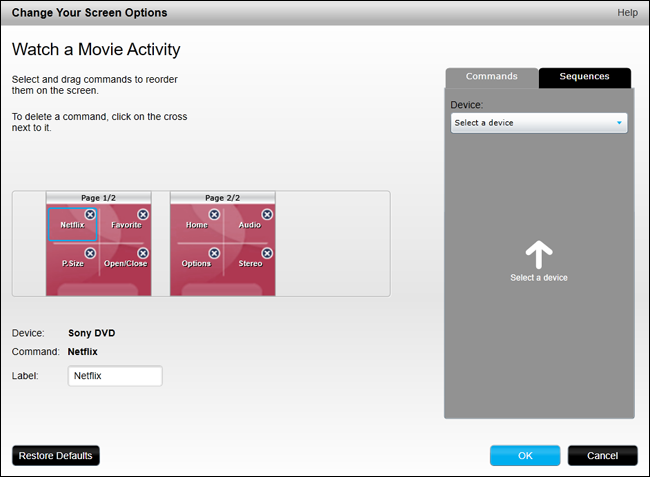 Change Your Screen Options
Help
Watch a Movie Activity
Select and drag commands to reorder
them on the screen.
To delete a command, click on the cross
next to it.
Commands
Sequences
Device:
Select a device
Select a device
Page 1/2
Page 2/2
Netflix
Favorite
Home
Audio
P.Size
Open/Close
Options
Stereo
Device: Sony DVD
Command: Netflix
Label: Netflix
Restore Defaults
OK
Cancel